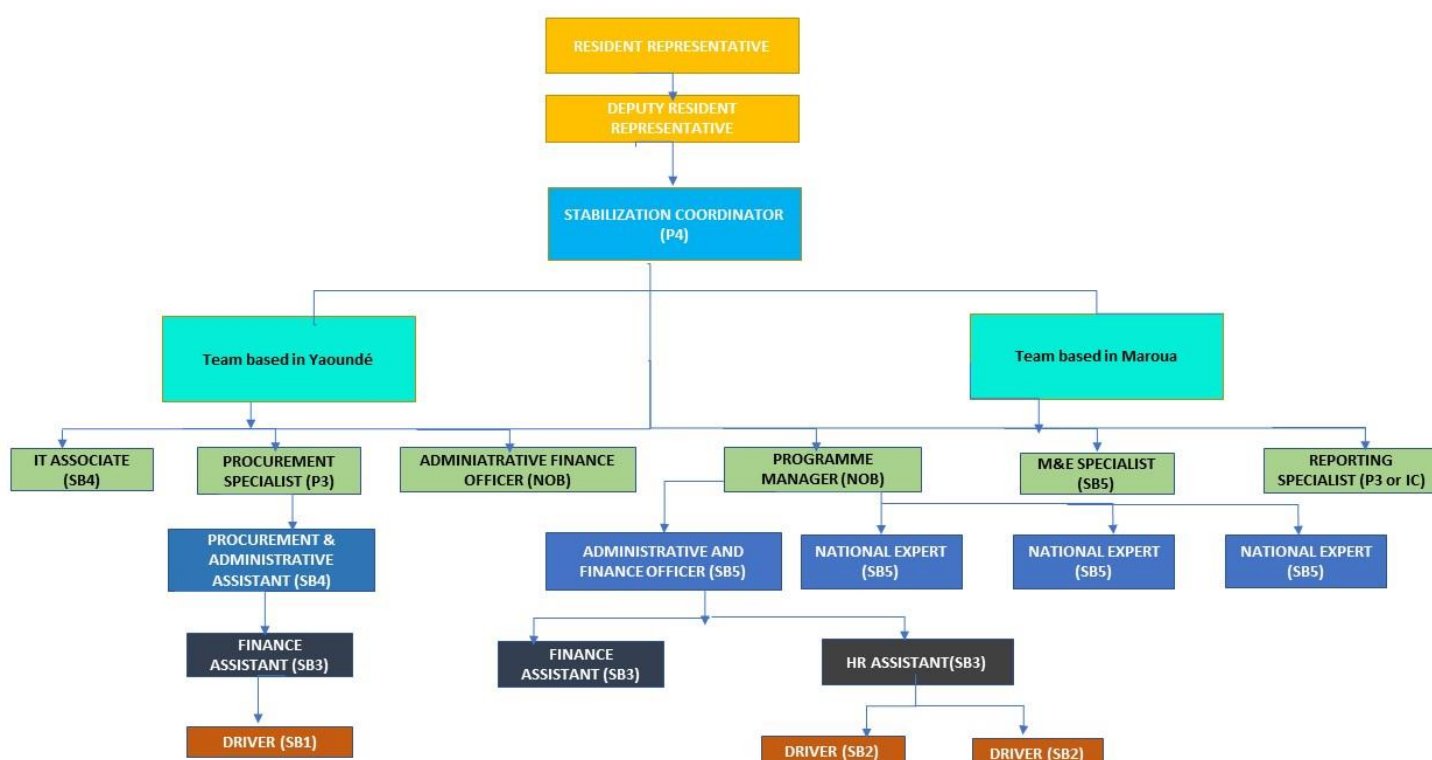 RESIDENT REPRESENTATIVE
DEPUTY RESIDENT
REPRESENTATIVE
STABILIZATION COORDINATOR
(P4)
Team based in Yaoundé
Team based in Maroua
IT ASSOCIATE
(SB4)
PROCUREMENT
SPECIALIST (P3)
ADMINIATRATIVE FINANCE
OFFICER (NOB)
PROGRAMME
MANAGER (NOB)
M&E SPECIALIST
(SB5)
REPORTING
SPECIALIST (P3 or IC)
PROCUREMENT &
ADMINISTRATIVE
ASSISTANT (SB4)
ADMINISTRATIVE AND
FINANCE OFFICER (SB5)
NATIONAL EXPERT
(SB5)
NATIONAL EXPERT
(SB5)
NATIONAL EXPERT
(SB5)
FINANCE
ASSISTANT (SB3)
FINANCE
ASSISTANT (SB3)
HR ASSISTANT(SB3)
DRIVER (SB1)
DRIVER (SB2)
DRIVER (SB2)